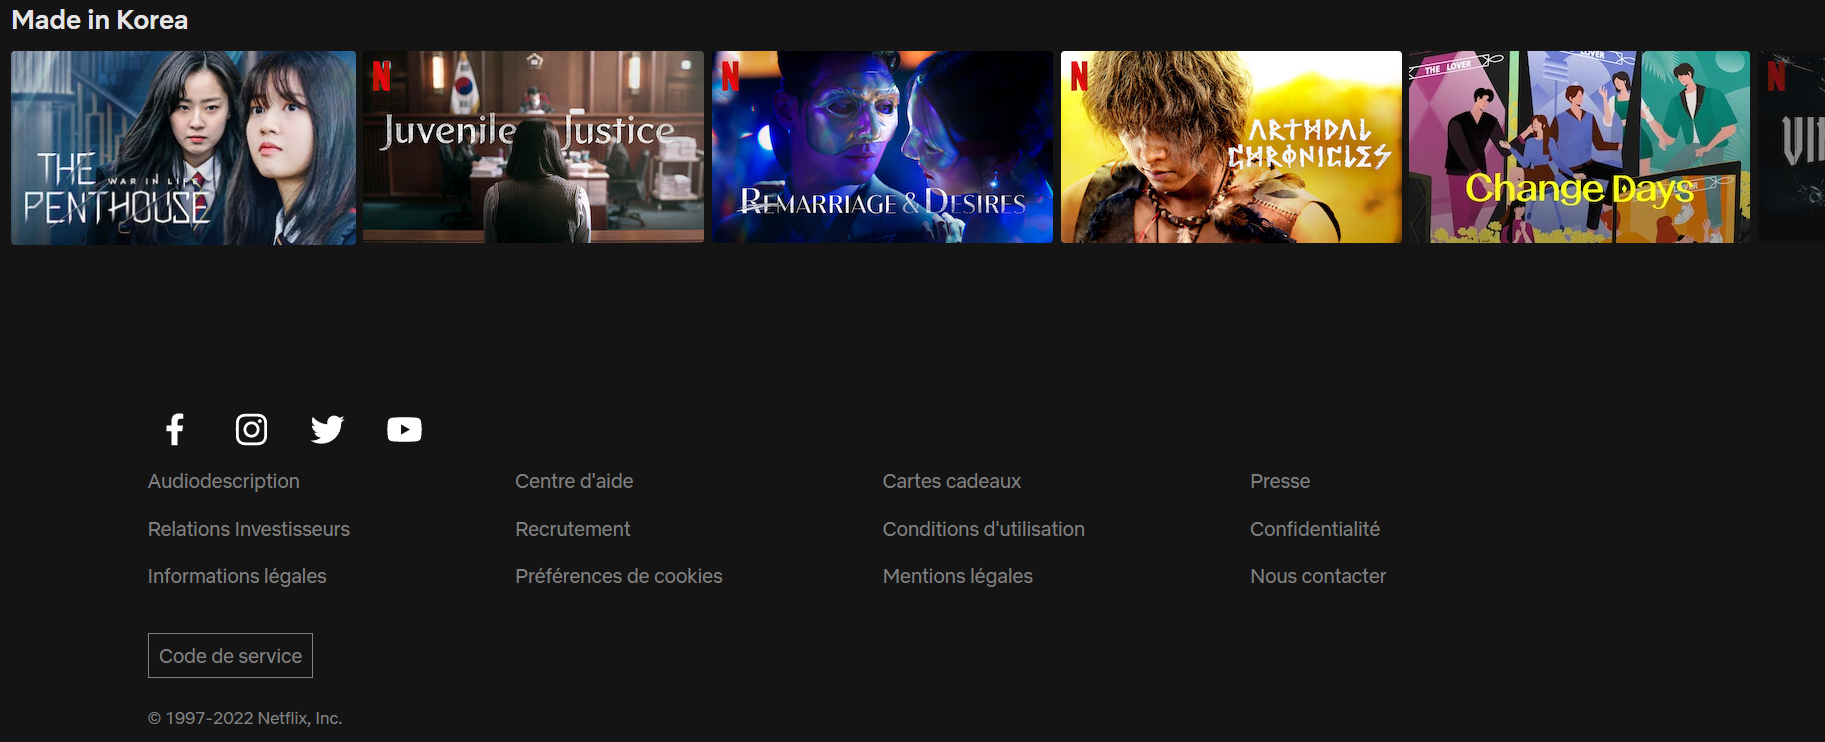 Made in Korea
THE
WAR IN LIFE
PENTHOUSE
N
Juvenile Justice
N
REMARRIAGE & DESIRES
N
ARTHDAL
CHRONICLES
THE LOVER
LOVER
Change Days
N
Audiodescription
Centre d'aide
Cartes cadeaux
Presse
Relations Investisseurs
Recrutement
Conditions d'utilisation
Confidentialité
Informations légales
Préférences de cookies
Mentions légales
Nous contacter
Code de service
© 1997-2022 Netflix, Inc.